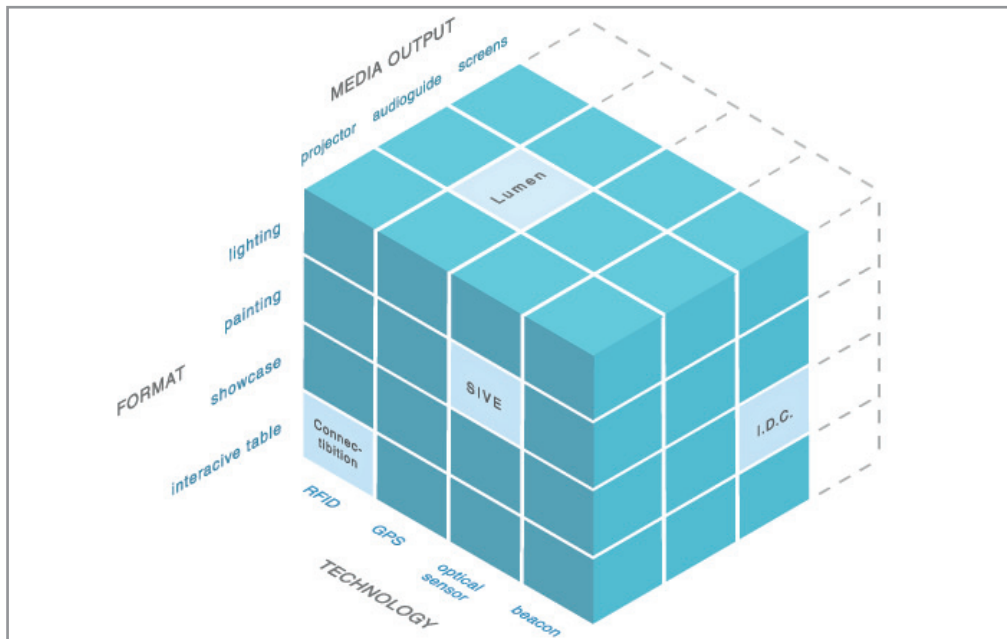 MEDIA OUTPUT
projector
audioguide
screens
Lumen
FORMAT
lighting
painting
showcase
interacive table
SIVE
Connec-
tibition
I.D.C.
RFID
GPS
optical
sensor
beacon
TECHNOLOGY